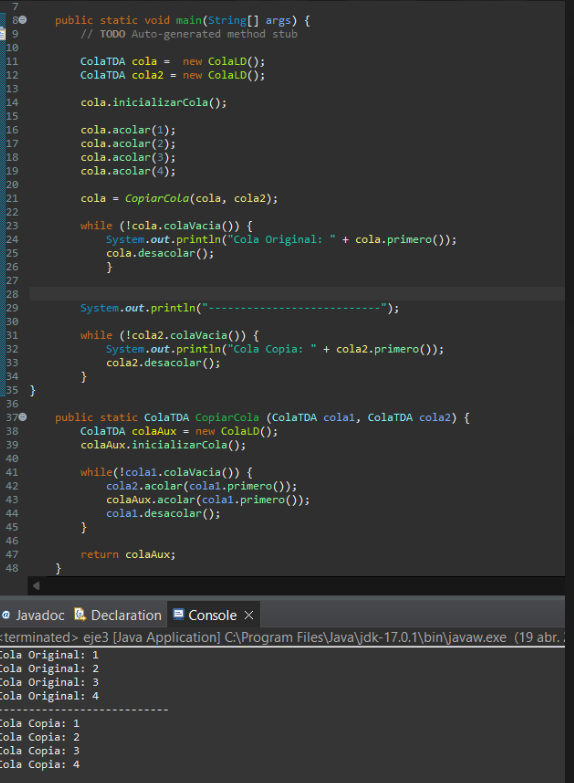 7
8 public static void main(String[] args) {
9 // TODO Auto-generated method stub
10
11 ColaTDA cola =  new ColaLD();
12 ColaTDA cola2 = new ColaLD();
13
14 cola.inicializarCola();
15
16 cola.acolar(1);
17 cola.acolar(2);
18 cola.acolar(3);
19 cola.acolar(4);
20
21 cola = CopiarCola(cola, cola2);
22
23 while (!cola.colaVacia()) {
24 System.out.println("Cola Original: " + cola.primero());
25 cola.desacolar();
26 }
27
28
29 System.out.println("---------------------------");
30
31 while (!cola2.colaVacia()) {
32 System.out.println("Cola Copia: " + cola2.primero());
33 cola2.desacolar();
34 }
35 }
36
37 public static ColaTDA CopiarCola (ColaTDA cola1, ColaTDA cola2) {
38 ColaTDA colaAux = new ColaLD();
39 colaAux.inicializarCola();
40
41 while(!cola1.colaVacia()) {
42 cola2.acolar(cola1.primero());
43 colaAux.acolar(cola1.primero());
44 cola1.desacolar();
45 }
46
47 return colaAux;
48 }
@ Javadoc Declaration Console ×
<terminated> eje3 [Java Application] C:\Program Files\Java\jdk-17.0.1\bin\javaw.exe (19 abr. 2
Cola Original: 1
Cola Original: 2
Cola Original: 3
Cola Original: 4
---------------------------
Cola Copia: 1
Cola Copia: 2
Cola Copia: 3
Cola Copia: 4